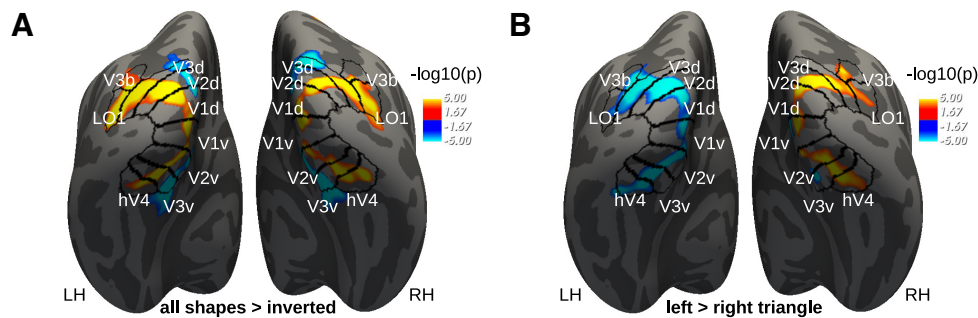 A
B
V3d
V3b
V2d
LO1
V1d
V1v
V2v
hV4
V3v
LH
V3d
V2d
V3b
V1d
LO1
V1v
V2v
V3v
hV4
RH
all shapes > inverted
-log10(p)
5.00
1.67
-1.67
-5.00
V3d
V3b
V2d
LO1
V1d
V1v
V2v
hV4
V3v
LH
V3d
V3b
V2d
V1d
LO1
V1v
V2v
V3v
hV4
RH
left > right triangle
-log10(p)
5.00
1.67
-1.67
-5.00